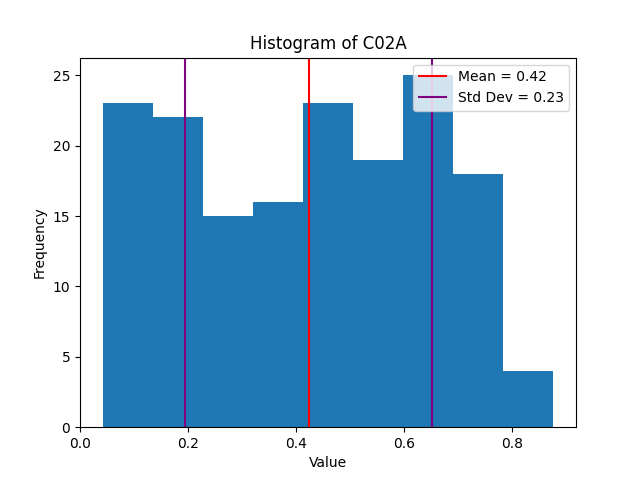 Histogram of C02A
Mean = 0.42
Std Dev = 0.23
25
20
15
10
5
0
Frequency
0.0 0.2 0.4 0.6 0.8
Value